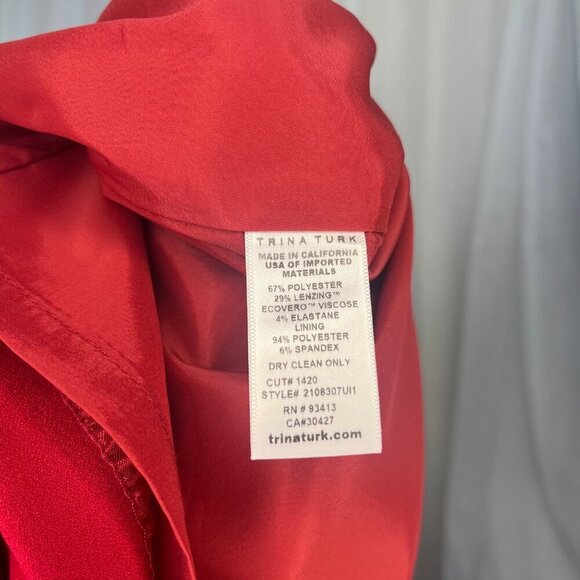 TRINA TURK
MADE IN CALIFORNIA
USA OF IMPORTED
MATERIALS
67% POLYESTER
29% LENZING™
ECOVERO™ VISCOSE
4% ELASTANE
LINING
94% POLYESTER
6% SPANDEX
DRY CLEAN ONLY
CUT# 1420
STYLE# 2108307UI1
RN # 93413
CA#30427
trinaturk.com